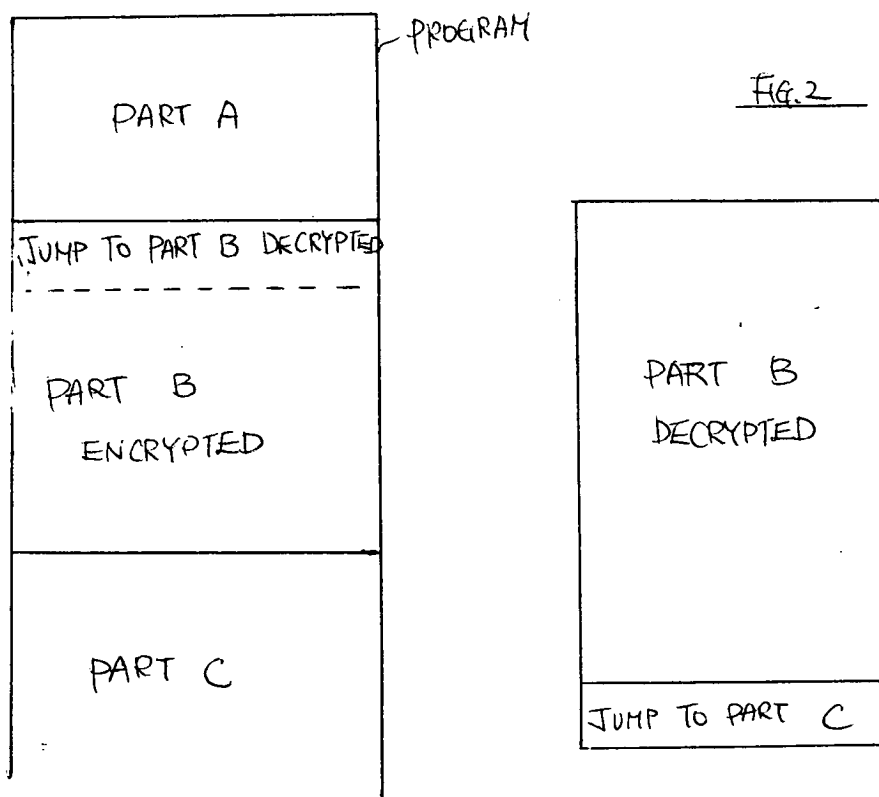 PROGRAM
FIG.2
PART A
JUMP TO PART B DECRYPTED
PART B
ENCRYPTED
PART C
PART B
DECRYPTED
JUMP TO PART C